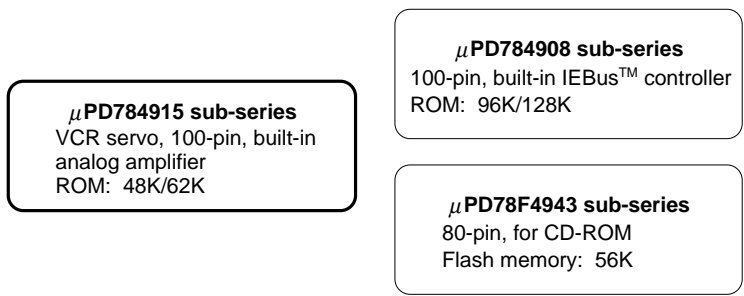 μPD784915 sub-series
VCR servo, 100-pin, built-in
analog amplifier
ROM: 48K/62K
μPD784908 sub-series
100-pin, built-in IEBus™ controller
ROM: 96K/128K
μPD78F4943 sub-series
80-pin, for CD-ROM
Flash memory: 56K